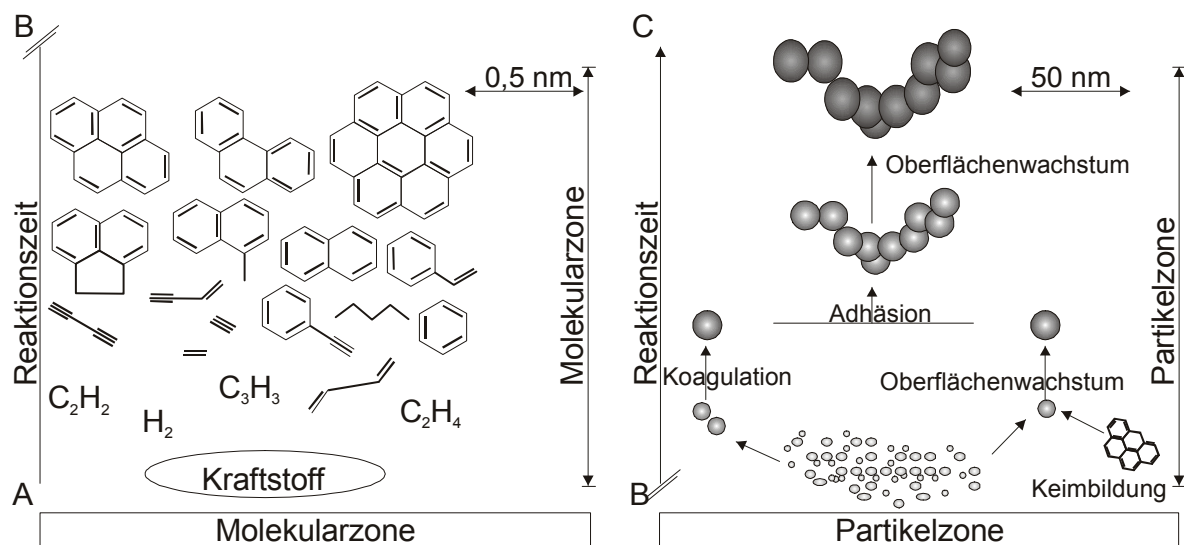 B
0,5 nm
Reaktionszeit
Molekularzone
C₂H₂
H₂
C₃H₃
C₂H₄
Kraftstoff
A
Molekularzone
C
50 nm
Oberflächenwachstum
Reaktionszeit
Partikelzone
Adhäsion
Koagulation
Oberflächenwachstum
Keimbildung
B
Partikelzone